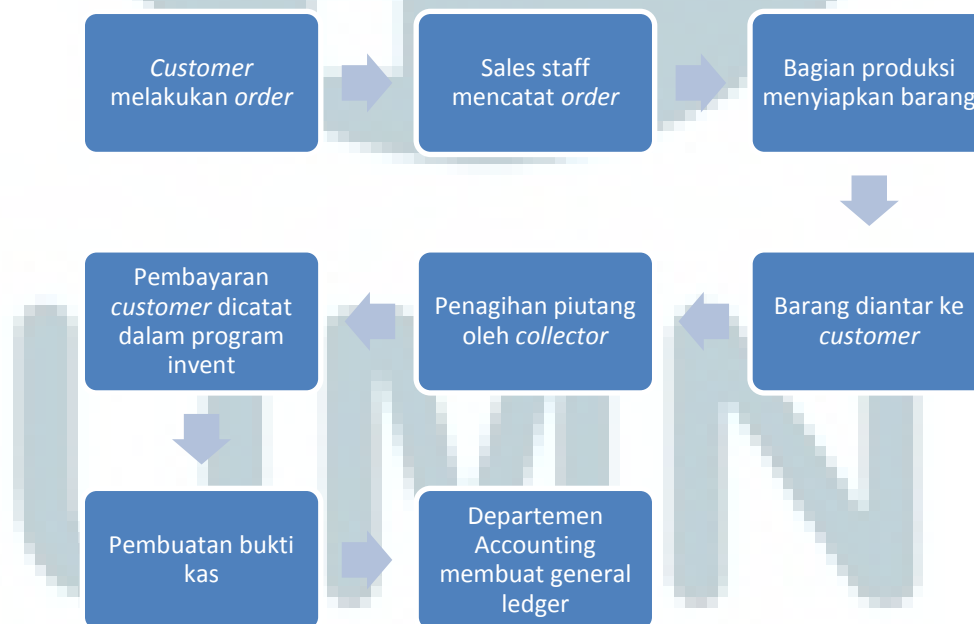 Customer
melakukan order
Sales staff
mencatat order
Bagian produksi
menyiapkan barang
Barang diantar ke
customer
Penagihan piutang
oleh collector
Pembayaran
customer dicatat
dalam program
invent
Pembuatan bukti
kas
Departemen
Accounting
membuat general
ledger
UMN